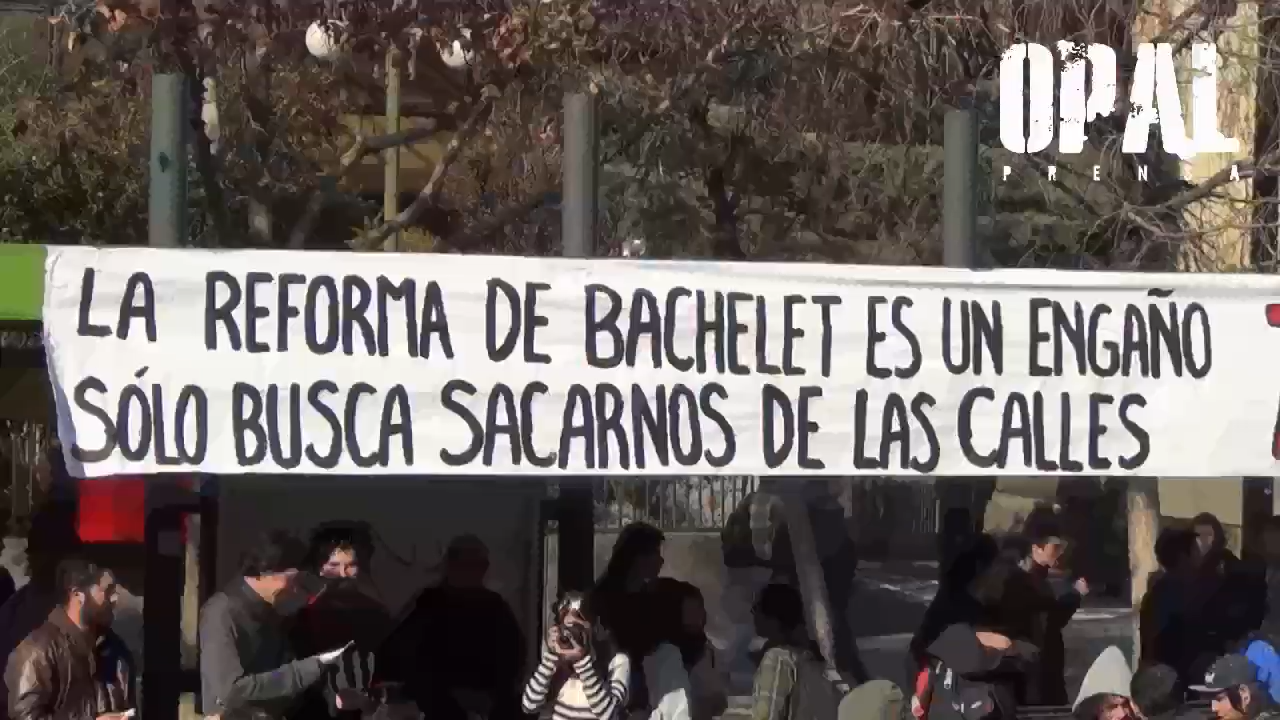 OPAL
PRENSA
LA REFORMA DE BACHELET ES UN ENGAÑO
SÓLO BUSCA SACARNOS DE LAS CALLES